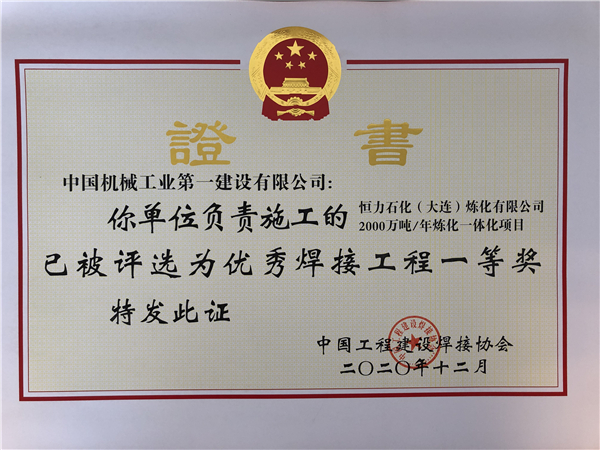 證書
中国机械工业第一建设有限公司：
你单位负责施工的
恒力石化（大连）炼化有限公司
2000万吨/年炼化一体化项目
已被评选为优秀焊接工程一等奖
特发此证
中国工程建设焊接协会
二〇二〇年十二月